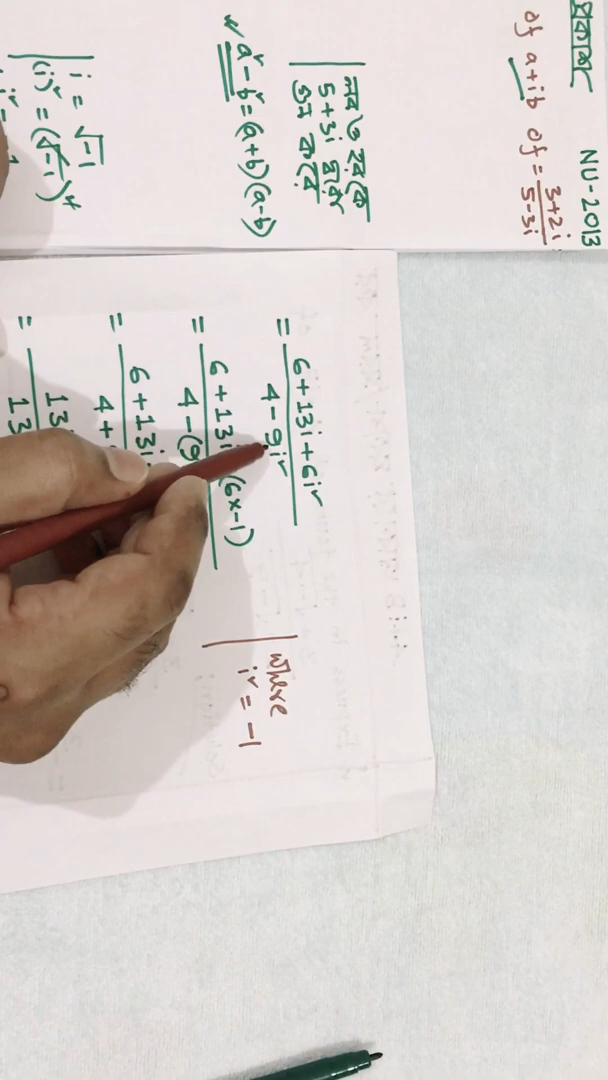 প্রকাশ কর NU-2013
of a+ib of = 3+2i / 5-3i
লব ও হরকে
5+3i দ্বারা
গুণ করে
a² - b² = (a+b) (a-b)
i = √-1
(i)² = (√-1)²
= 6+13i+6i² / 4-9i²
= 6+13i (6x-1) / 4-(9
= 6+13i / 4+
= 13 / 13
where
i² = -1